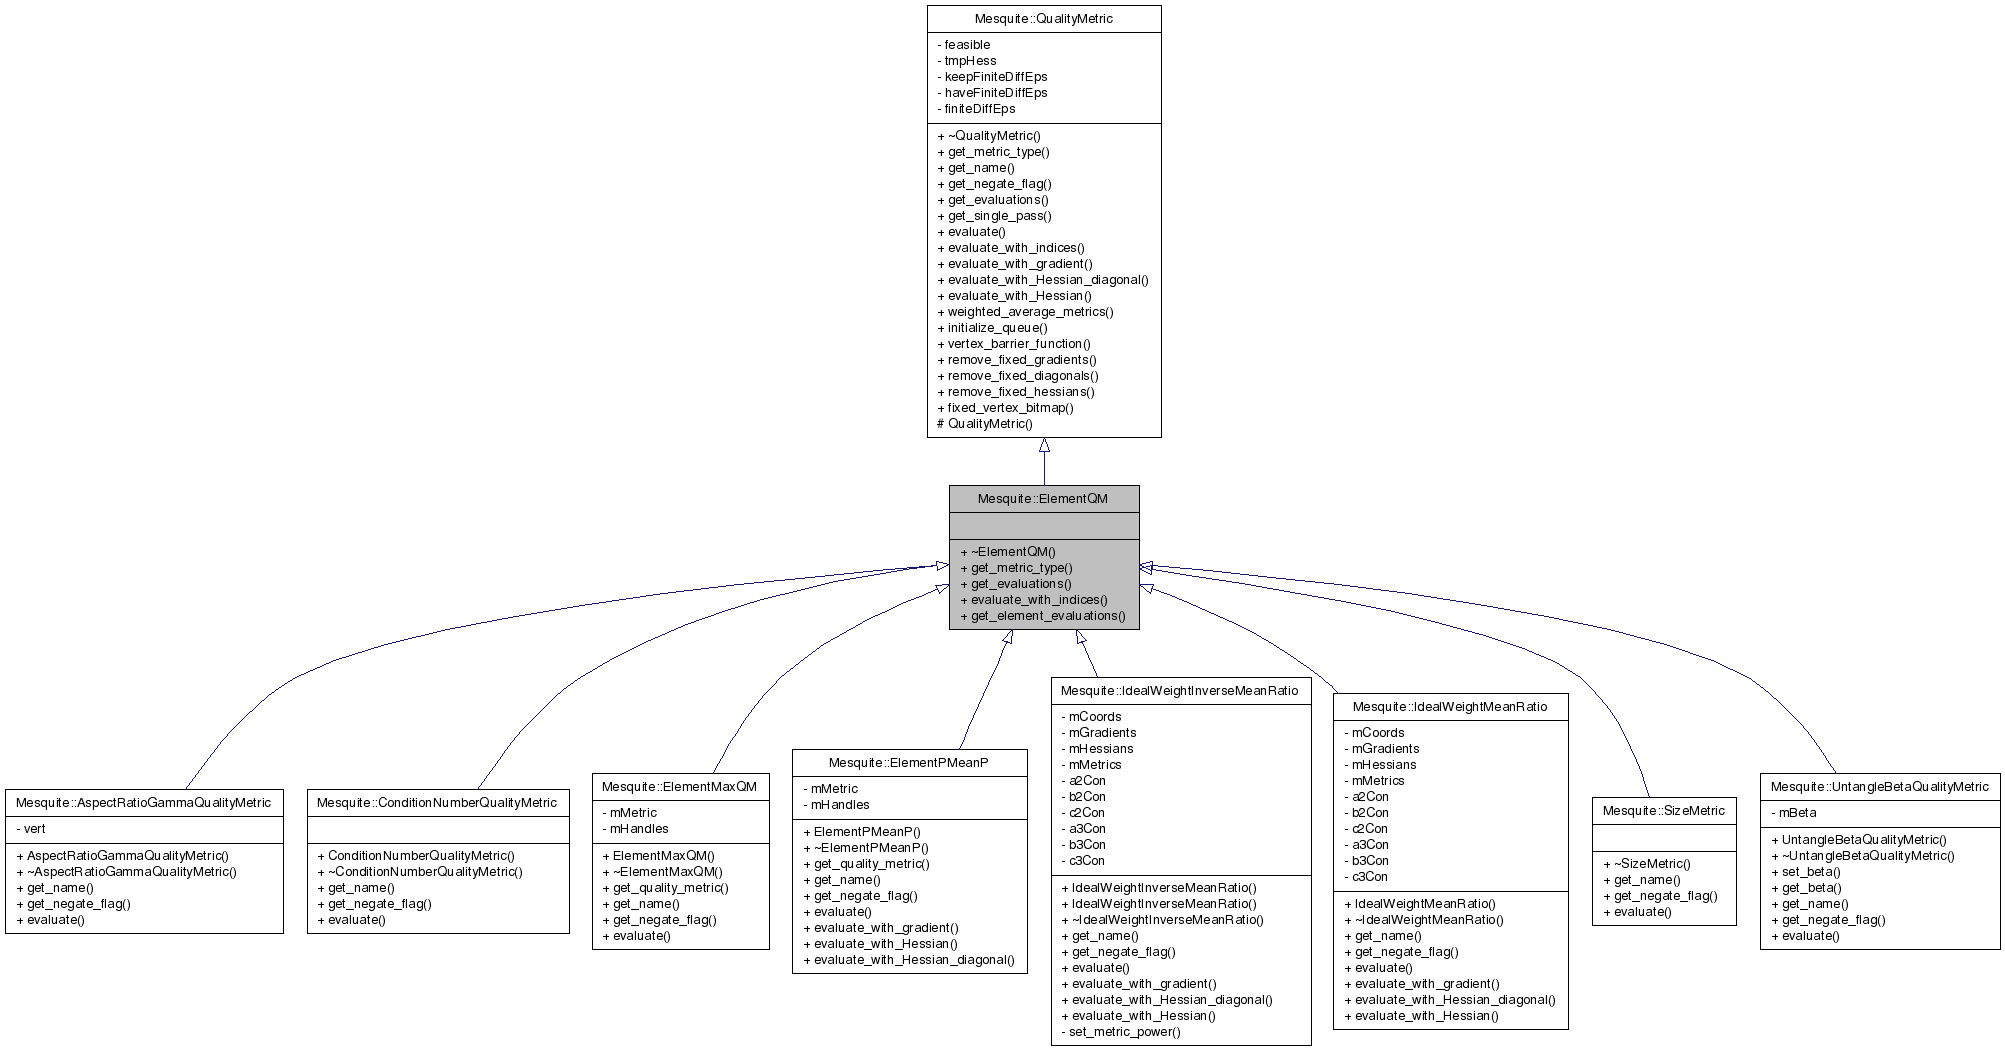 Mesquite::QualityMetric
- feasible
- tmpHess
- keepFiniteDiffEps
- haveFiniteDiffEps
- finiteDiffEps
+ ~QualityMetric()
+ get_metric_type()
+ get_name()
+ get_negate_flag()
+ get_evaluations()
+ get_single_pass()
+ evaluate()
+ evaluate_with_indices()
+ evaluate_with_gradient()
+ evaluate_with_Hessian_diagonal()
+ evaluate_with_Hessian()
+ weighted_average_metrics()
+ initialize_queue()
+ vertex_barrier_function()
+ remove_fixed_gradients()
+ remove_fixed_diagonals()
+ remove_fixed_hessians()
+ fixed_vertex_bitmap()
# QualityMetric()
Mesquite::ElementQM
+ ~ElementQM()
+ get_metric_type()
+ get_evaluations()
+ evaluate_with_indices()
+ get_element_evaluations()
Mesquite::AspectRatioGammaQualityMetric
- vert
+ AspectRatioGammaQualityMetric()
+ ~AspectRatioGammaQualityMetric()
+ get_name()
+ get_negate_flag()
+ evaluate()
Mesquite::ConditionNumberQualityMetric
+ ConditionNumberQualityMetric()
+ ~ConditionNumberQualityMetric()
+ get_name()
+ get_negate_flag()
+ evaluate()
Mesquite::ElementMaxQM
- mMetric
- mHandles
+ ElementMaxQM()
+ ~ElementMaxQM()
+ get_quality_metric()
+ get_name()
+ get_negate_flag()
+ evaluate()
Mesquite::ElementPMeanP
- mMetric
- mHandles
+ ElementPMeanP()
+ ~ElementPMeanP()
+ get_quality_metric()
+ get_name()
+ get_negate_flag()
+ evaluate()
+ evaluate_with_gradient()
+ evaluate_with_Hessian()
+ evaluate_with_Hessian_diagonal()
Mesquite::IdealWeightInverseMeanRatio
- mCoords
- mGradients
- mHessians
- mMetrics
- a2Con
- b2Con
- c2Con
- a3Con
- b3Con
- c3Con
+ IdealWeightInverseMeanRatio()
+ IdealWeightInverseMeanRatio()
+ ~IdealWeightInverseMeanRatio()
+ get_name()
+ get_negate_flag()
+ evaluate()
+ evaluate_with_gradient()
+ evaluate_with_Hessian_diagonal()
+ evaluate_with_Hessian()
- set_metric_power()
Mesquite::IdealWeightMeanRatio
- mCoords
- mGradients
- mHessians
- mMetrics
- a2Con
- b2Con
- c2Con
- a3Con
- b3Con
- c3Con
+ IdealWeightMeanRatio()
+ ~IdealWeightMeanRatio()
+ get_name()
+ get_negate_flag()
+ evaluate()
+ evaluate_with_gradient()
+ evaluate_with_Hessian_diagonal()
+ evaluate_with_Hessian()
Mesquite::SizeMetric
+ ~SizeMetric()
+ get_name()
+ get_negate_flag()
+ evaluate()
Mesquite::UntangleBetaQualityMetric
- mBeta
+ UntangleBetaQualityMetric()
+ ~UntangleBetaQualityMetric()
+ set_beta()
+ get_beta()
+ get_name()
+ get_negate_flag()
+ evaluate()